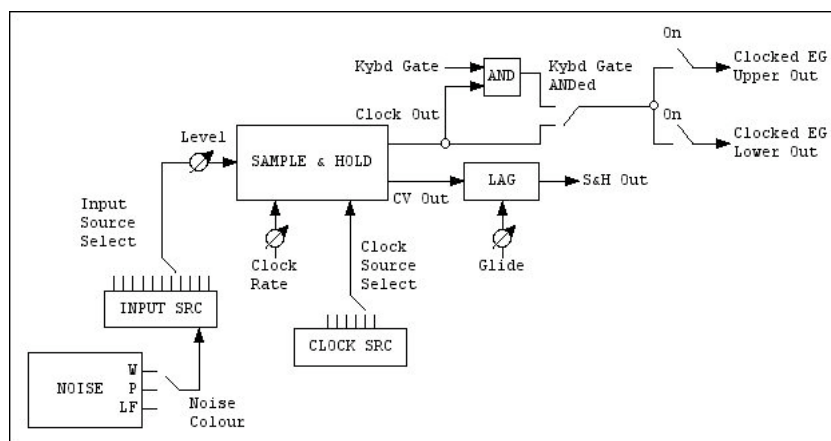 On
Clocked EG
Upper Out
Kybd Gate
AND
Kybd Gate
ANDed
Clock Out
On
Clocked EG
Lower Out
Level
SAMPLE & HOLD
LAG
S&H Out
CV Out
Input
Source
Select
Clock
Rate
Clock
Source
Select
Glide
INPUT SRC
CLOCK SRC
NOISE
W
P
LF
Noise
Colour